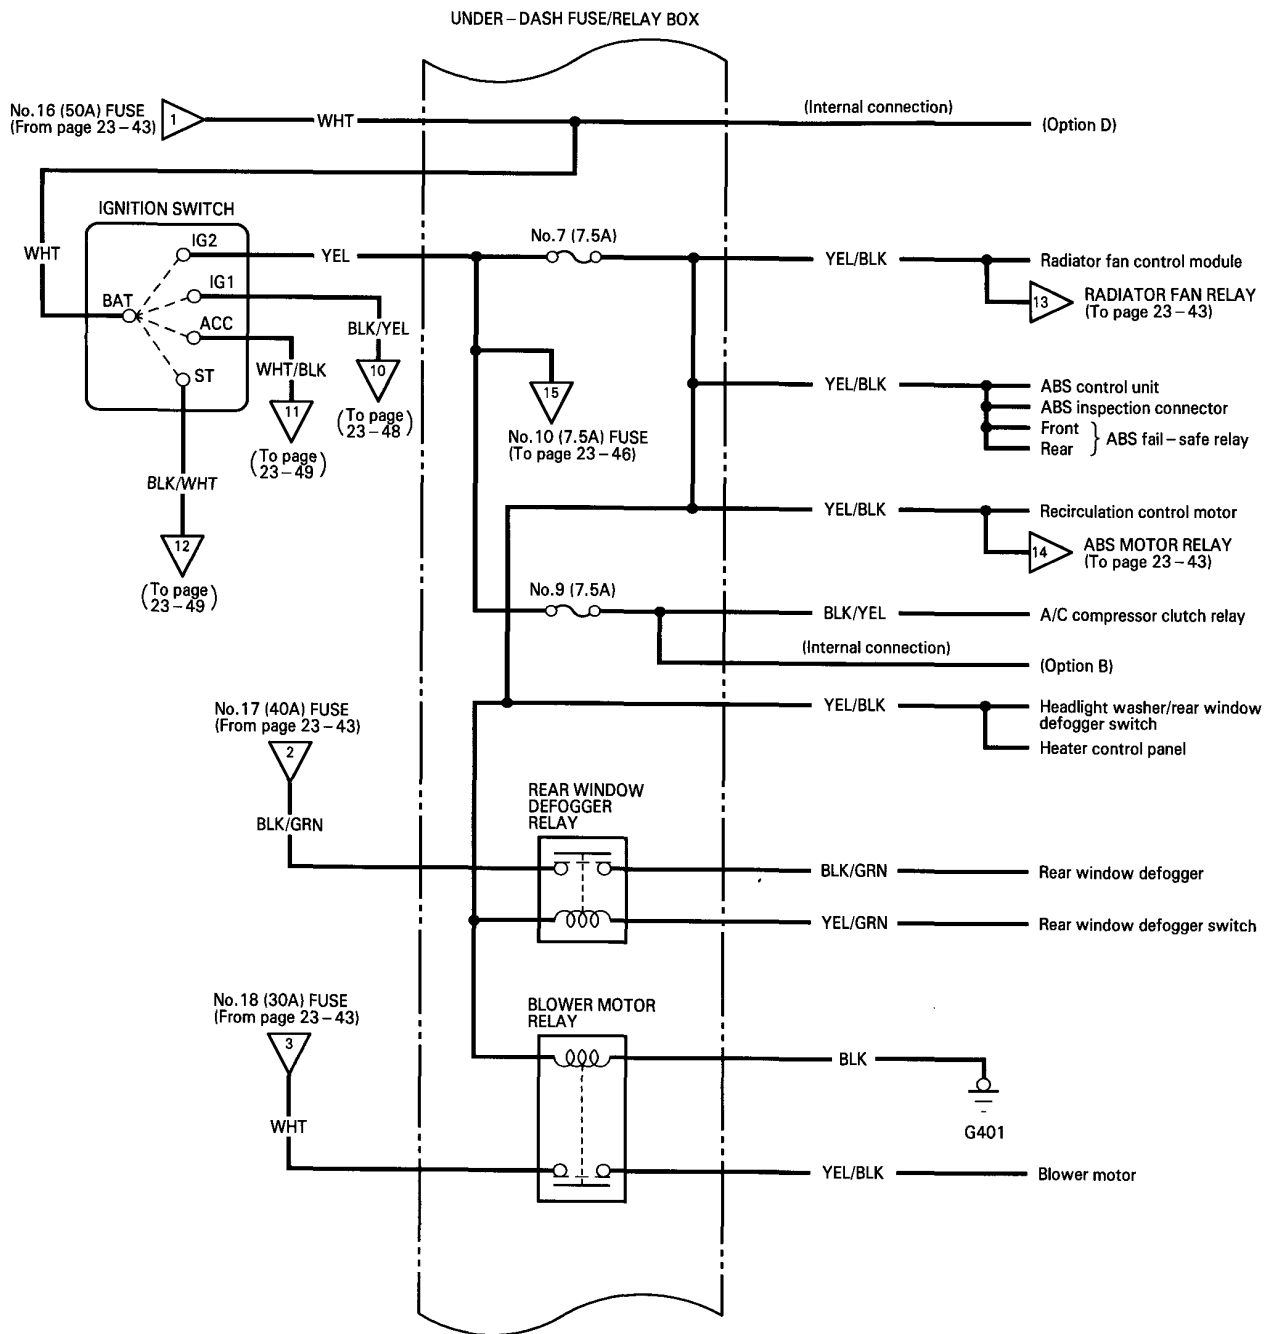 UNDER-DASH FUSE/RELAY BOX
No.16 (50A) FUSE
(From page 23-43)
1
WHT
(Internal connection)
(Option D)
IGNITION SWITCH
WHT
IG2
YEL
No.7 (7.5A)
YEL/BLK
Radiator fan control module
BAT
IG1
BLK/YEL
13
RADIATOR FAN RELAY
(To page 23-43)
ACC
WHT/BLK
ST
10
(To page
23-48)
11
(To page
23-49)
15
No.10 (7.5A) FUSE
(To page 23-46)
YEL/BLK
ABS control unit
ABS inspection connector
Front
Rear
ABS fail-safe relay
BLK/WHT
12
(To page
23-49)
YEL/BLK
Recirculation control motor
14
ABS MOTOR RELAY
(To page 23-43)
No.9 (7.5A)
BLK/YEL
A/C compressor clutch relay
(Internal connection)
(Option B)
No.17 (40A) FUSE
(From page 23-43)
2
BLK/GRN
YEL/BLK
Headlight washer/rear window
defogger switch
Heater control panel
REAR WINDOW
DEFOGGER
RELAY
BLK/GRN
Rear window defogger
YEL/GRN
Rear window defogger switch
No.18 (30A) FUSE
(From page 23-43)
3
WHT
BLOWER MOTOR
RELAY
BLK
G401
YEL/BLK
Blower motor